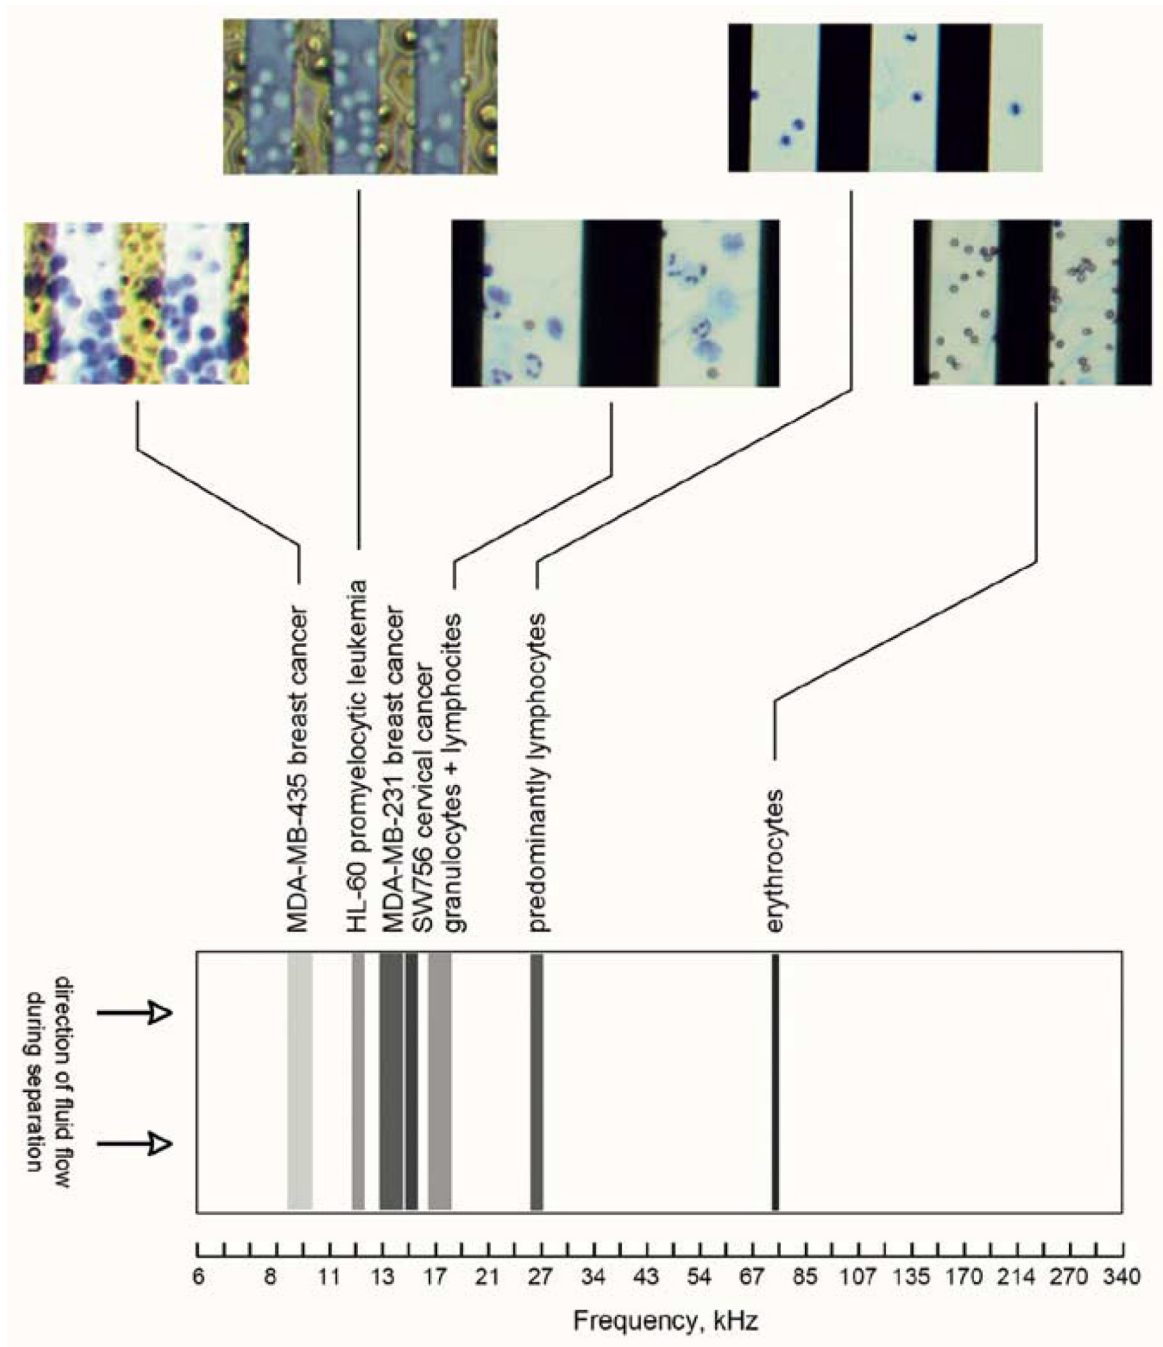 MDA-MB-435 breast cancer
HL-60 promyelocytic leukemia
MDA-MB-231 breast cancer
SW756 cervical cancer
granulocytes + lymphocites
predominantly lymphocytes
erythrocytes
direction of fluid flow
during separation
6 8 11 13 17 21 27 34 43 54 67 85 107 135 170 214 270 340
Frequency, kHz